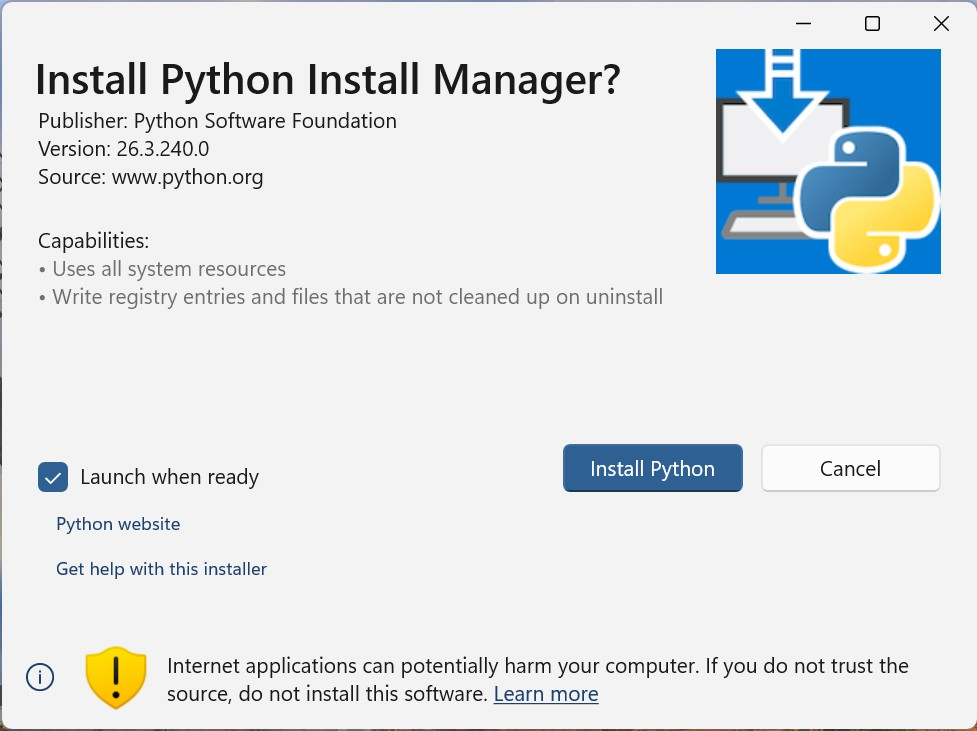 Install Python Install Manager?
Publisher: Python Software Foundation
Version: 26.3.240.0
Source: www.python.org
Capabilities:
• Uses all system resources
• Write registry entries and files that are not cleaned up on uninstall
Launch when ready
Install Python
Cancel
Python website
Get help with this installer
Internet applications can potentially harm your computer. If you do not trust the
source, do not install this software. Learn more